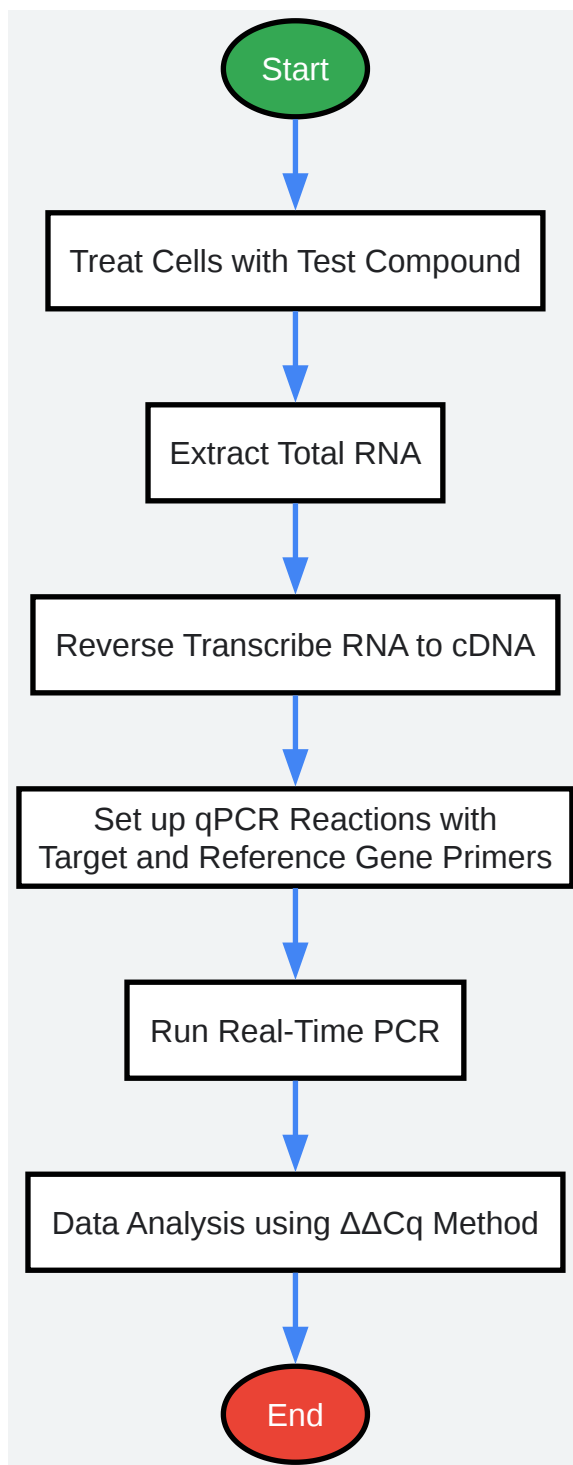 Start
Treat Cells with Test Compound
Extract Total RNA
Reverse Transcribe RNA to cDNA
Set up qPCR Reactions with
Target and Reference Gene Primers
Run Real-Time PCR
Data Analysis using ΔΔCq Method
End